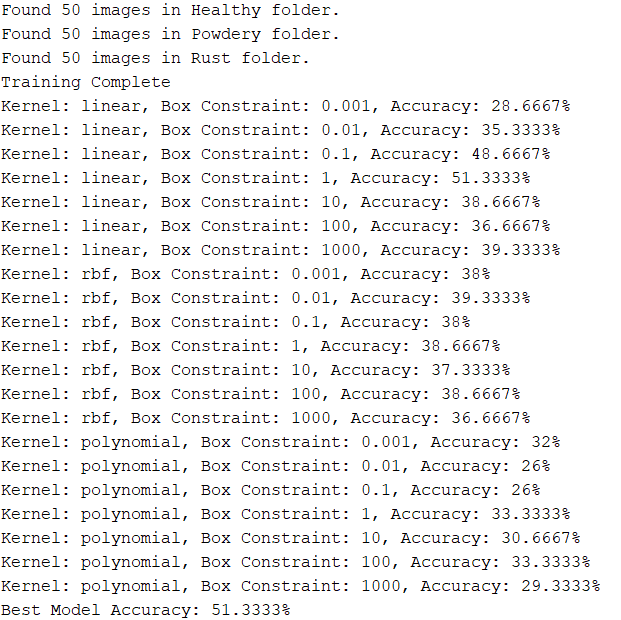 Found 50 images in Healthy folder.
Found 50 images in Powdery folder.
Found 50 images in Rust folder.
Training Complete
Kernel: linear, Box Constraint: 0.001, Accuracy: 28.6667%
Kernel: linear, Box Constraint: 0.01, Accuracy: 35.3333%
Kernel: linear, Box Constraint: 0.1, Accuracy: 48.6667%
Kernel: linear, Box Constraint: 1, Accuracy: 51.3333%
Kernel: linear, Box Constraint: 10, Accuracy: 38.6667%
Kernel: linear, Box Constraint: 100, Accuracy: 36.6667%
Kernel: linear, Box Constraint: 1000, Accuracy: 39.3333%
Kernel: rbf, Box Constraint: 0.001, Accuracy: 38%
Kernel: rbf, Box Constraint: 0.01, Accuracy: 39.3333%
Kernel: rbf, Box Constraint: 0.1, Accuracy: 38%
Kernel: rbf, Box Constraint: 1, Accuracy: 38.6667%
Kernel: rbf, Box Constraint: 10, Accuracy: 37.3333%
Kernel: rbf, Box Constraint: 100, Accuracy: 38.6667%
Kernel: rbf, Box Constraint: 1000, Accuracy: 36.6667%
Kernel: polynomial, Box Constraint: 0.001, Accuracy: 32%
Kernel: polynomial, Box Constraint: 0.01, Accuracy: 26%
Kernel: polynomial, Box Constraint: 0.1, Accuracy: 26%
Kernel: polynomial, Box Constraint: 1, Accuracy: 33.3333%
Kernel: polynomial, Box Constraint: 10, Accuracy: 30.6667%
Kernel: polynomial, Box Constraint: 100, Accuracy: 33.3333%
Kernel: polynomial, Box Constraint: 1000, Accuracy: 29.3333%
Best Model Accuracy: 51.3333%